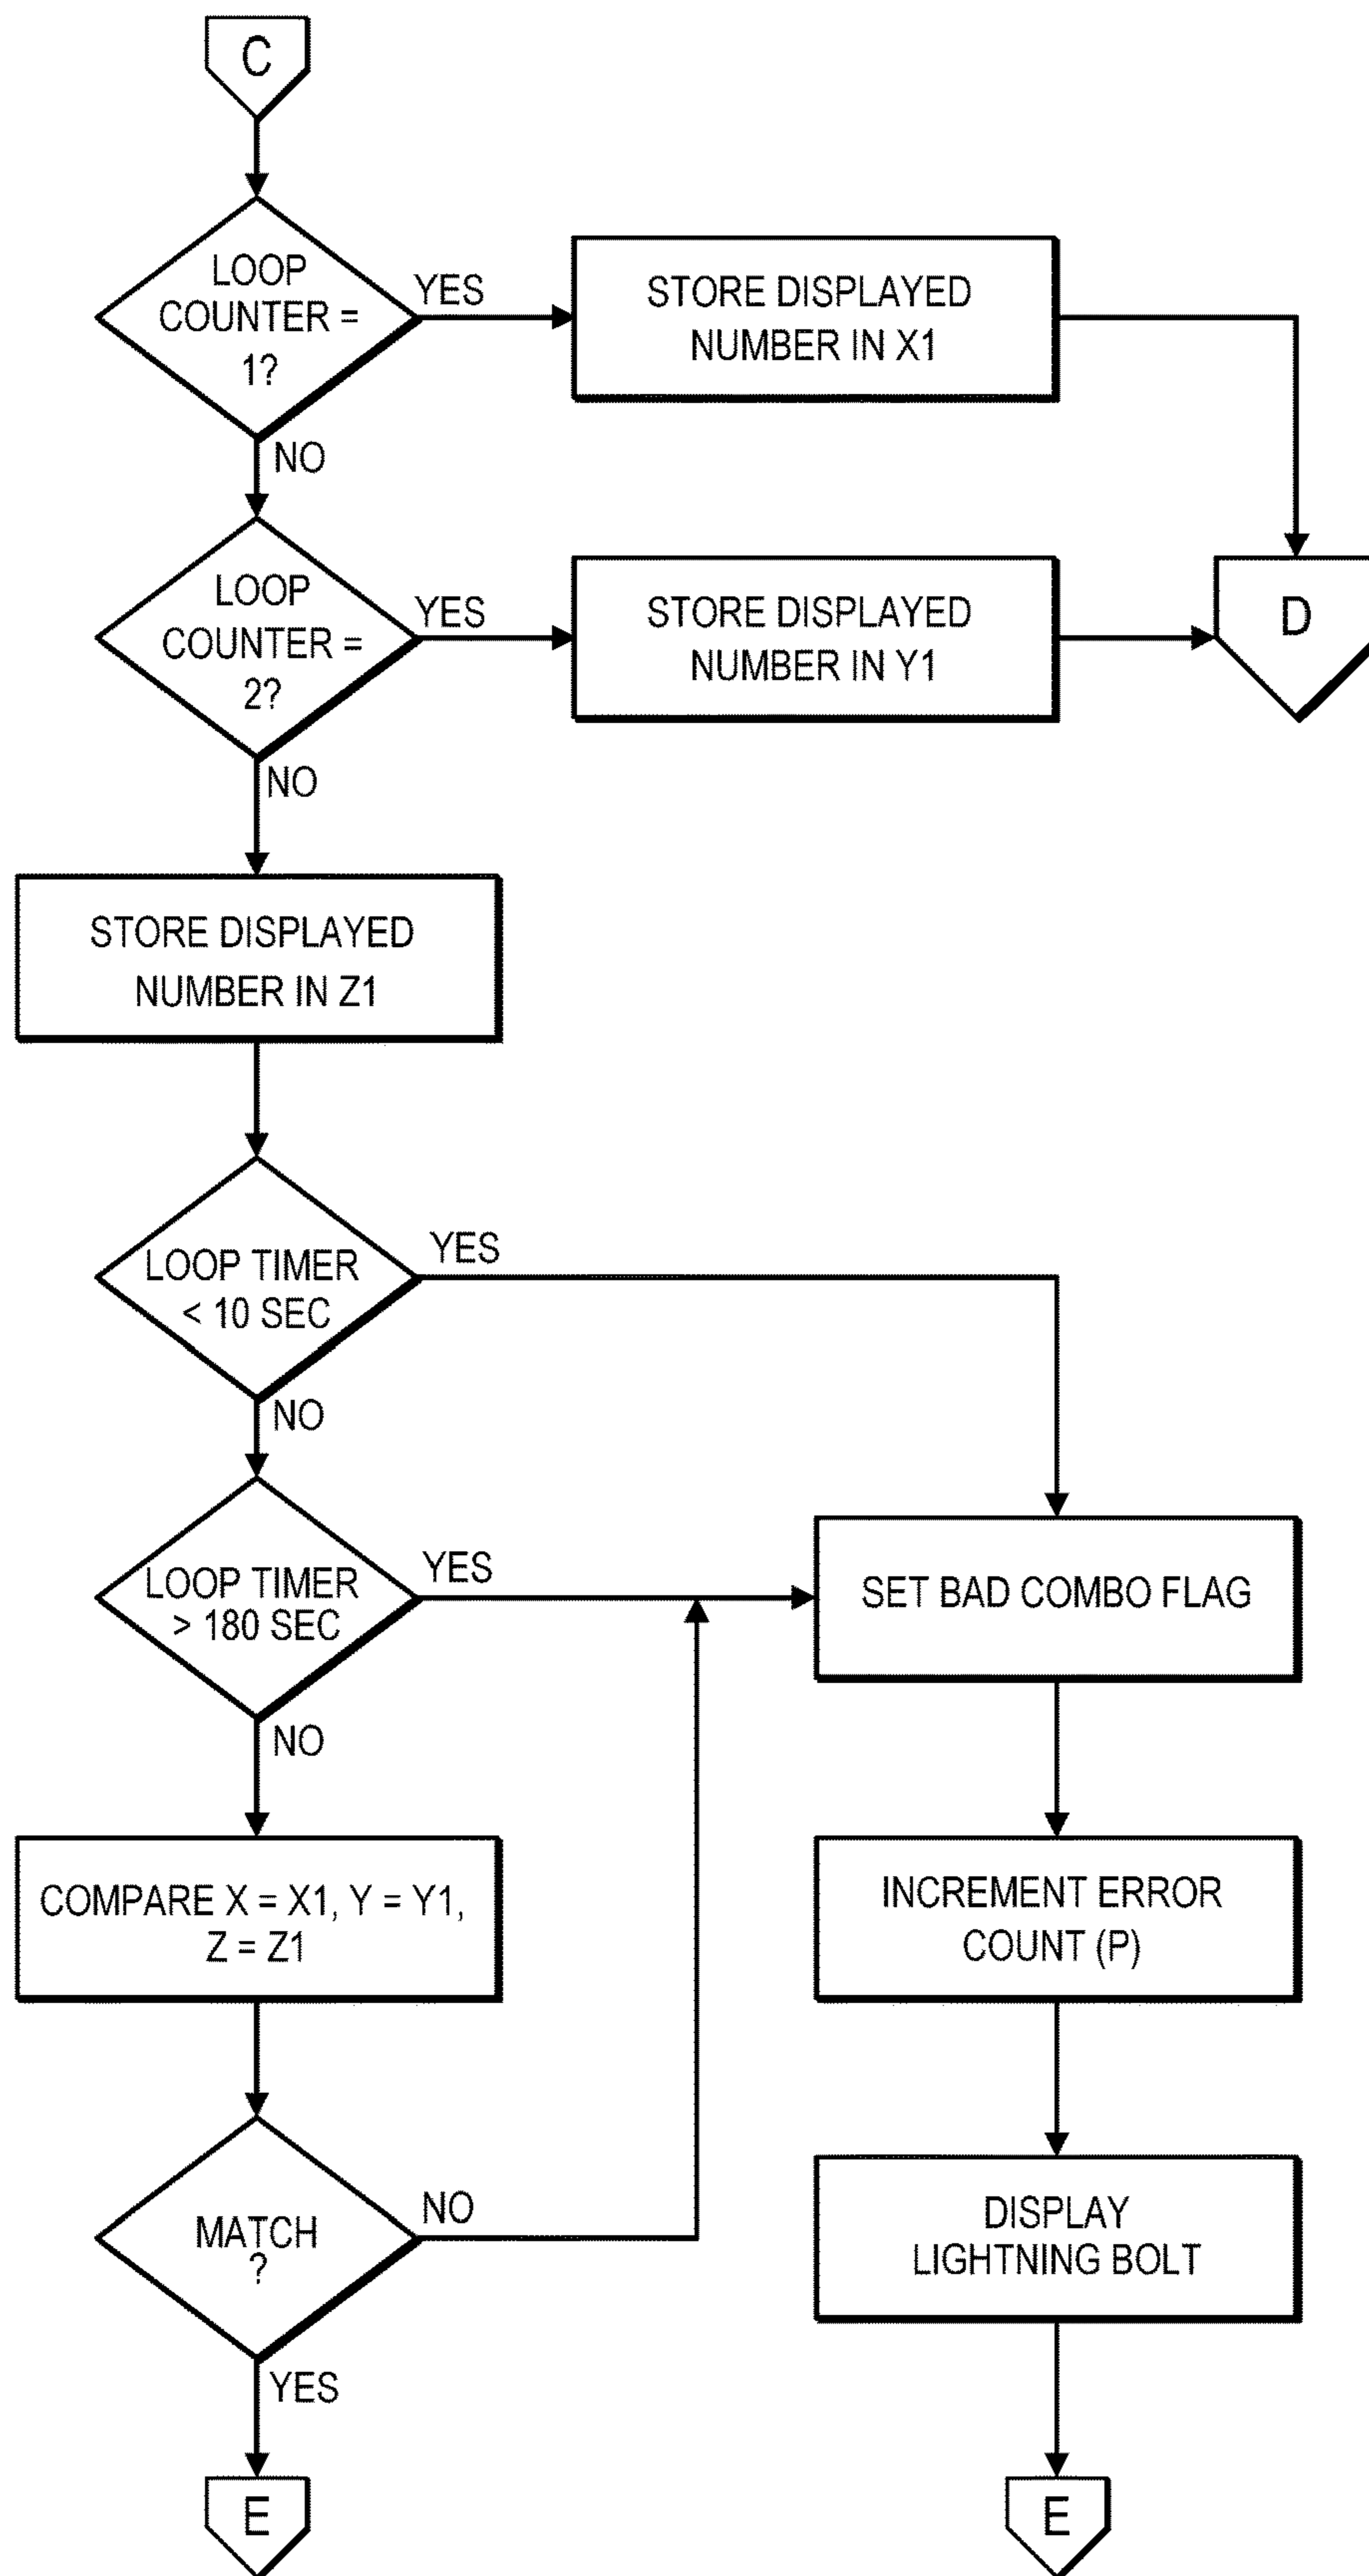 C
LOOP
COUNTER =
1?
YES
STORE DISPLAYED
NUMBER IN X1
NO
LOOP
COUNTER =
2?
YES
STORE DISPLAYED
NUMBER IN Y1
D
NO
STORE DISPLAYED
NUMBER IN Z1
LOOP TIMER
< 10 SEC
YES
NO
LOOP TIMER
> 180 SEC
YES
SET BAD COMBO FLAG
NO
COMPARE X = X1, Y = Y1,
Z = Z1
INCREMENT ERROR
COUNT (P)
MATCH
?
NO
DISPLAY
LIGHTNING BOLT
YES
E
E